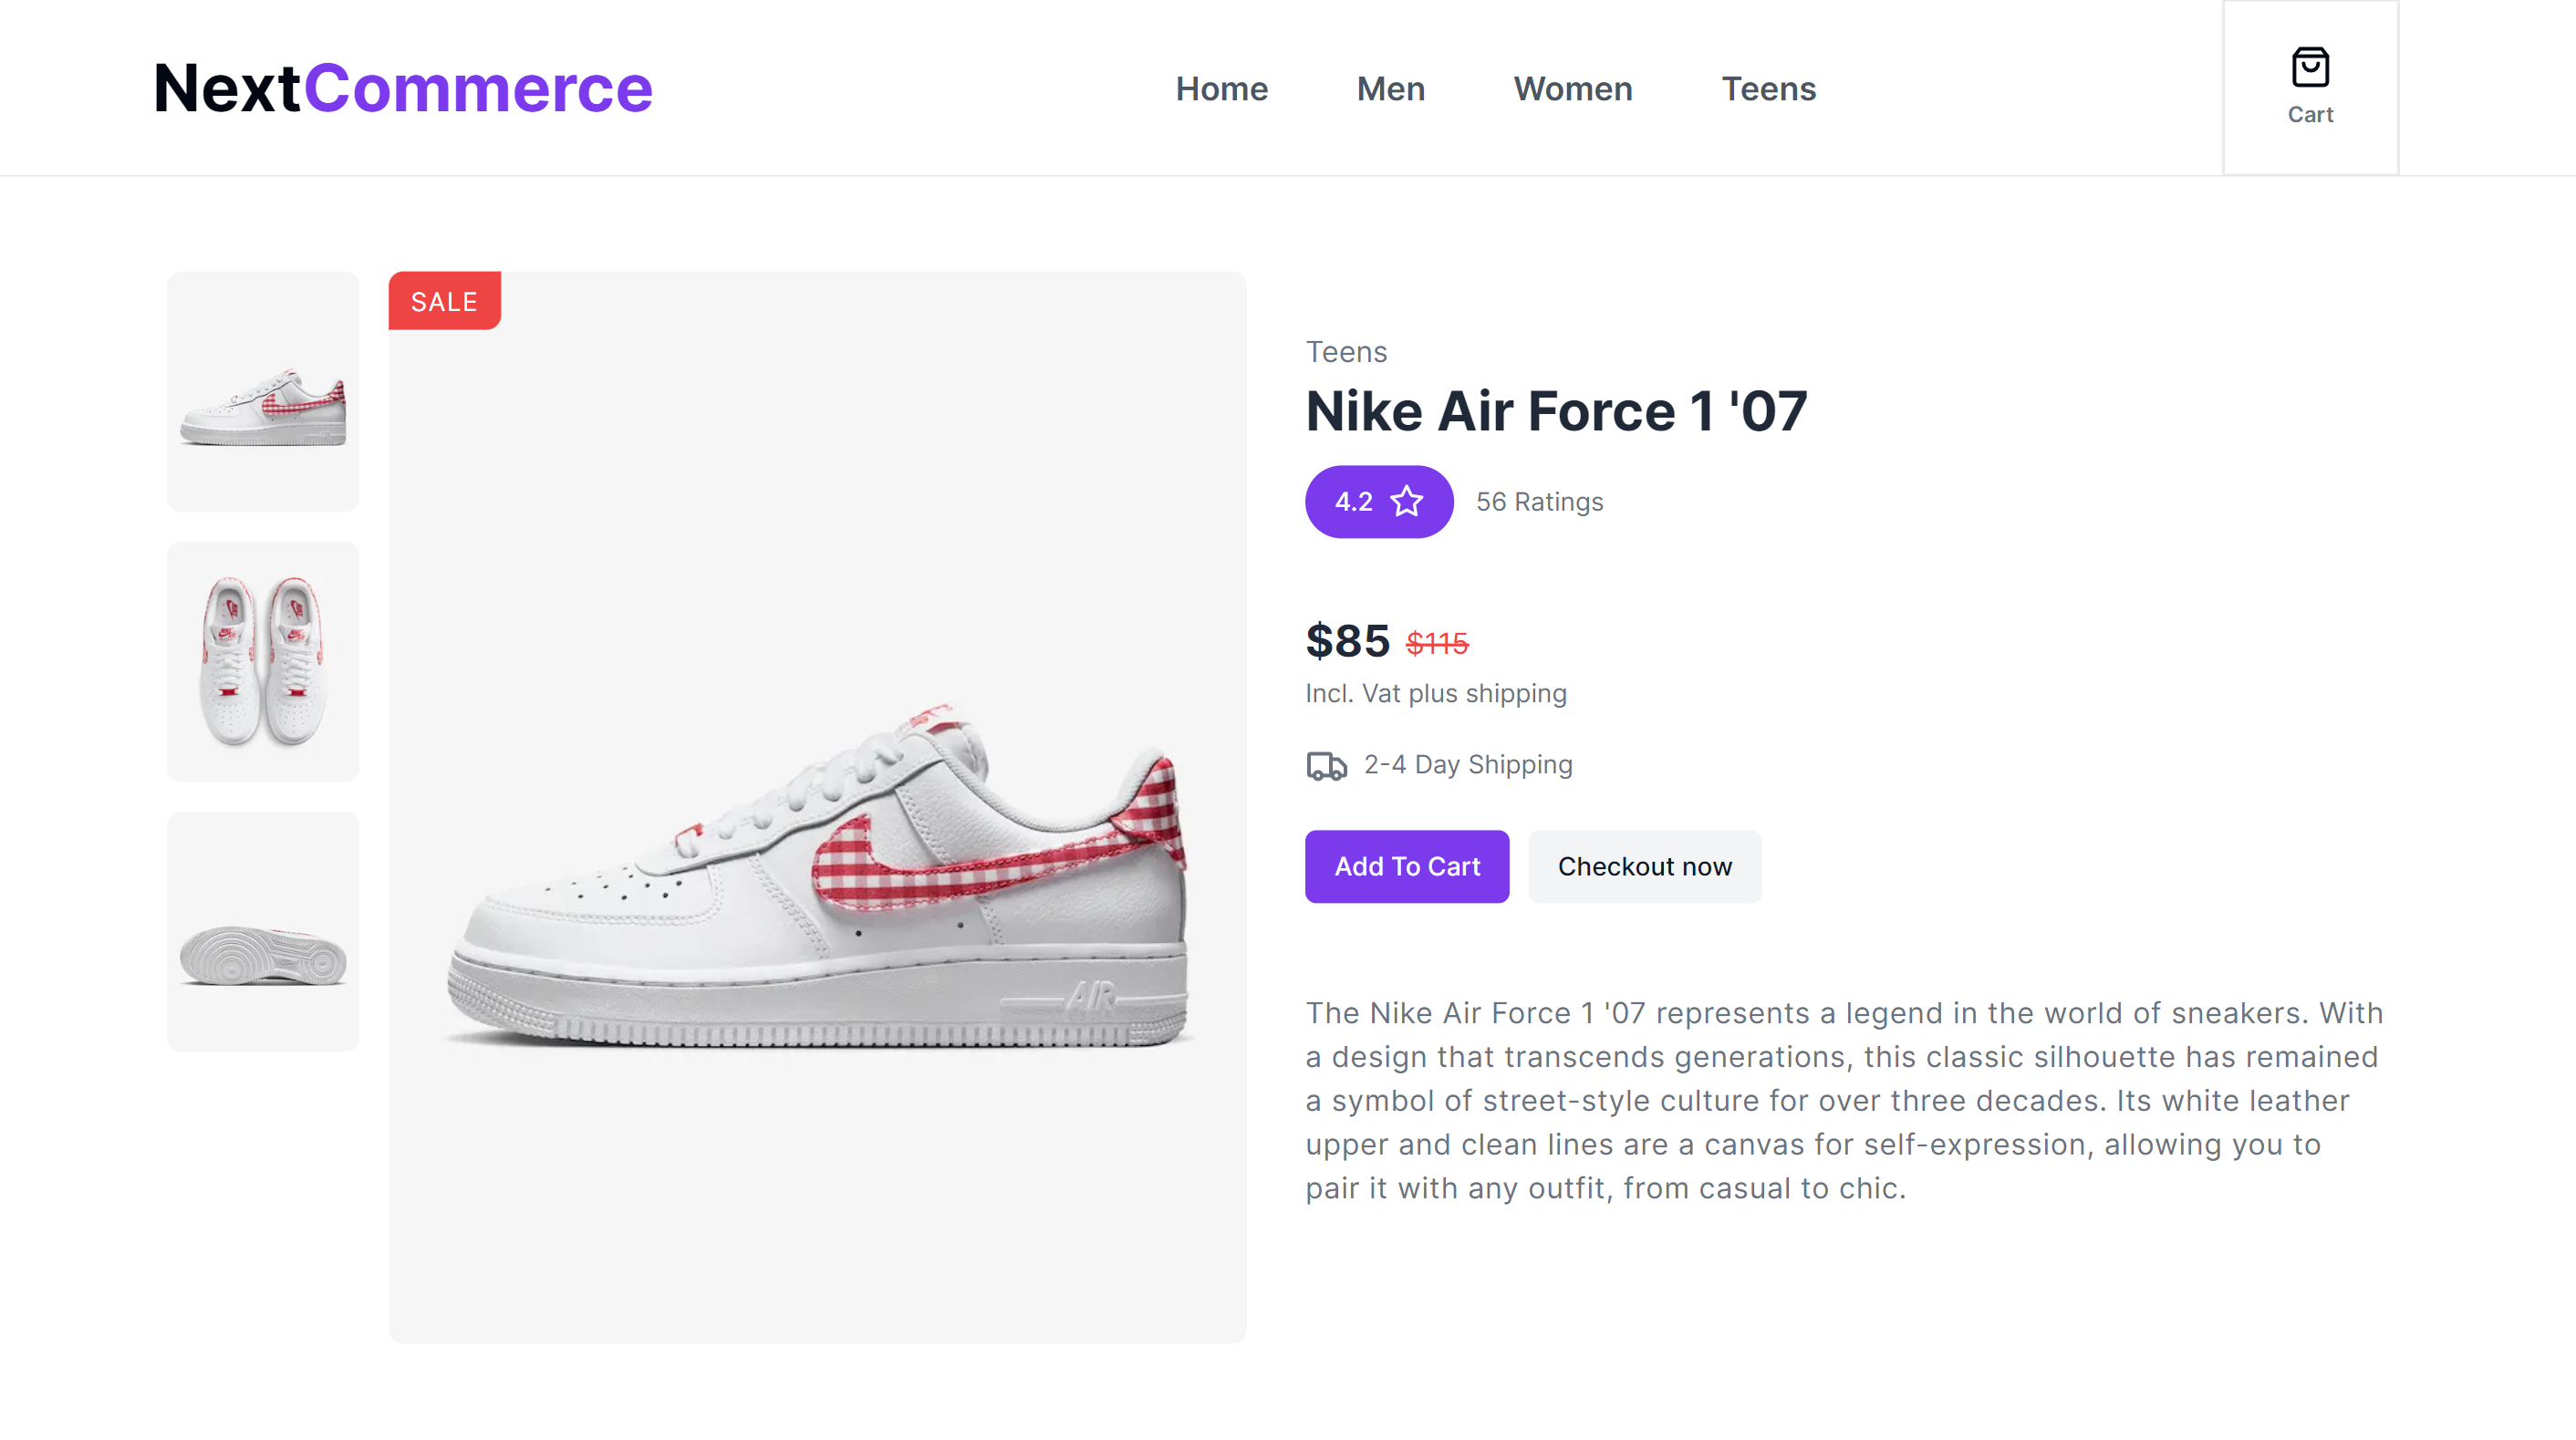 NextCommerce
Home
Men
Women
Teens
Cart
SALE
Teens
Nike Air Force 1 '07
4.2
56 Ratings
$85 $115
Incl. Vat plus shipping
2-4 Day Shipping
Add To Cart
Checkout now
AIR
The Nike Air Force 1 '07 represents a legend in the world of sneakers. With
a design that transcends generations, this classic silhouette has remained
a symbol of street-style culture for over three decades. Its white leather
upper and clean lines are a canvas for self-expression, allowing you to
pair it with any outfit, from casual to chic.